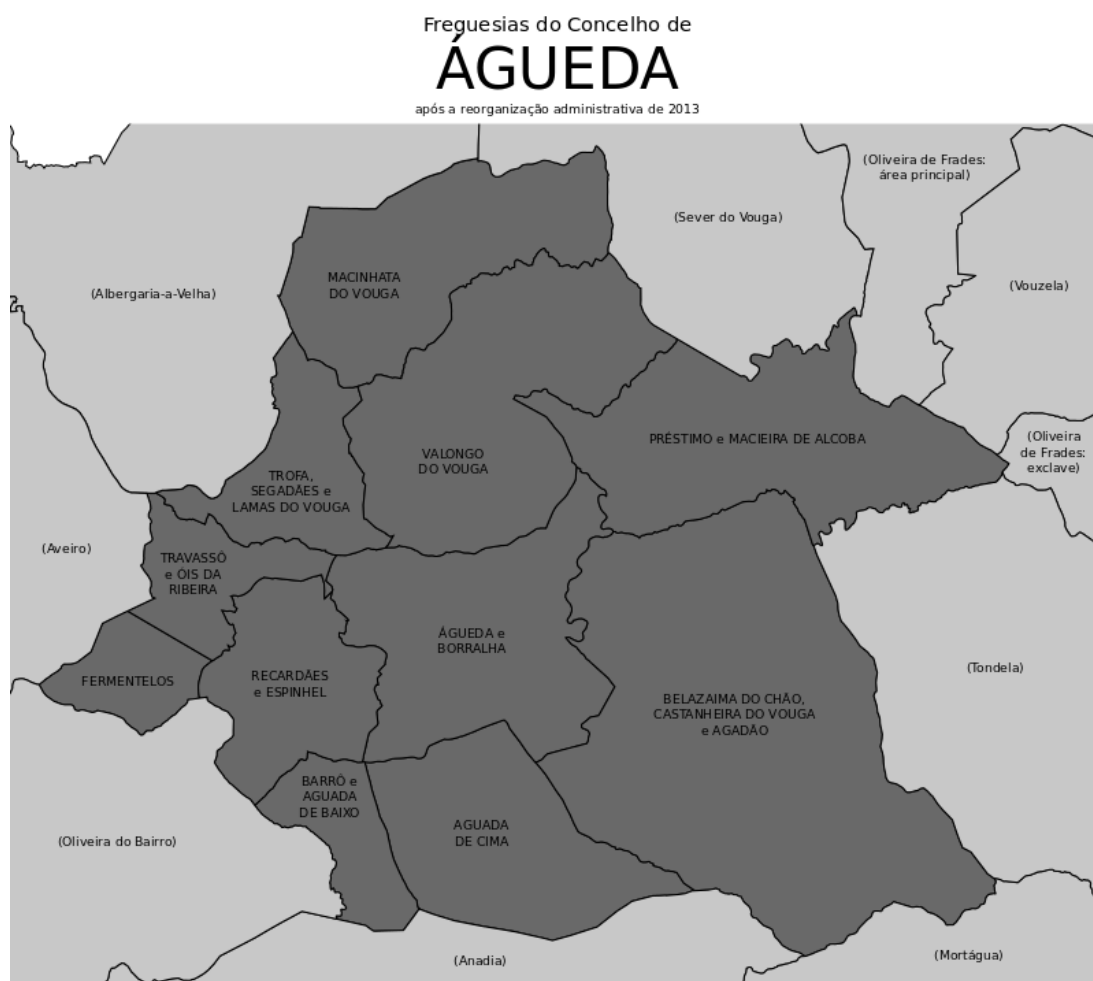 Freguesias do Concelho de
ÁGUEDA
após a reorganização administrativa de 2013
(Oliveira de Frades:
área principal)
(Sever do Vouga)
MACINHATA
DO VOUGA
(Albergaria-a-Velha)
(Vouzela)
PRÉSTIMO e MACIEIRA DE ALCOBA
(Oliveira
de Frades:
exclave)
VALONGO
DO VOUGA
TROFA,
SEGADÃES e
LAMAS DO VOUGA
(Aveiro)
TRAVASSÔ
e ÓIS DA
RIBEIRA
ÁGUEDA e
BORRALHA
(Tondela)
FERMENTELOS
RECARDÃES
e ESPINHEL
BELAZAIMA DO CHÃO,
CASTANHEIRA DO VOUGA
e AGADÃO
BARRÔ e
AGUADA
DE BAIXO
AGUADA
DE CIMA
(Oliveira do Bairro)
(Anadia)
(Mortágua)